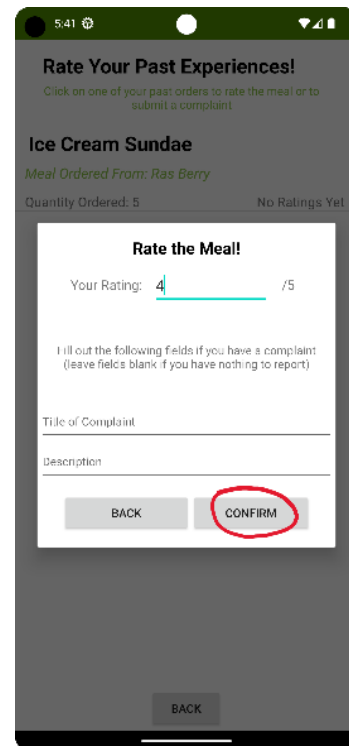 5:41
Rate Your Past Experiences!
Click on one of your past orders to rate the meal or to
submit a complaint
Ice Cream Sundae
Meal Ordered From: Ras Berry
Quantity Ordered: 5 No Ratings Yet
Rate the Meal!
Your Rating: 4 /5
Fill out the following fields if you have a complaint
(leave fields blank if you have nothing to report)
Title of Complaint
Description
BACK CONFIRM
BACK